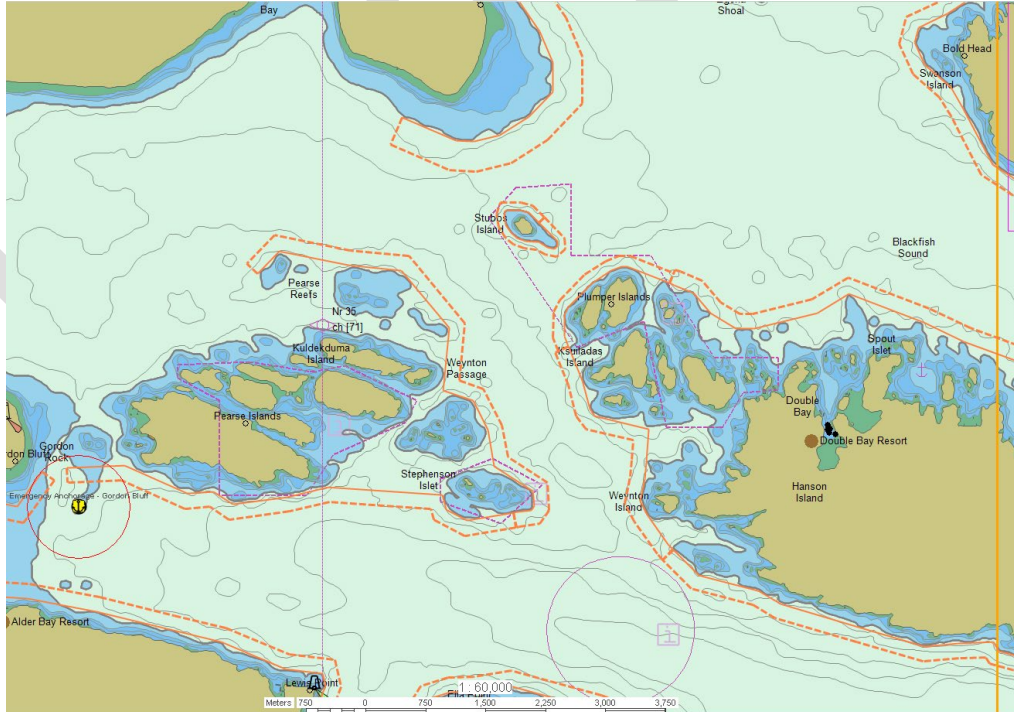 Bay
Shoal
Bold Head
Swanson
Island
Stubbs
Island
Blackfish
Sound
Pearse
Reefs
Plumper Islands
Nr 35
ch [71]
Kuldekduma
Island
Weynton
Passage
Ksuiladas
Island
Spout
Islet
Pearse Islands
Double
Bay
Gordon
Rock
Double Bay Resort
rdon Bluff
Stephenson
Islet
Hanson
Island
Emergency Anchorage - Gordon Bluff
Weynton
Island
Alder Bay Resort
Lewis Point
1 : 60,000
Meters 750 0 750 1,500 2,250 3,000 3,750